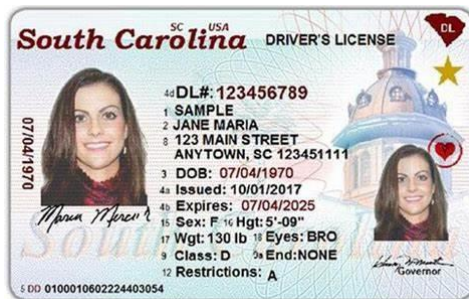 SC USA
South Carolina DRIVER'S LICENSE
DL
4d DL#: 123456789
1 SAMPLE
2 JANE MARIA
8 123 MAIN STREET
ANYTOWN, SC 123451111
3 DOB: 07/04/1970
4a Issued: 10/01/2017
4b Expires: 07/04/2025
15 Sex: F 16 Hgt: 5'-09"
17 Wgt: 130 lb 18 Eyes: BRO
9 Class: D 9a End: NONE
12 Restrictions: A
07/04/1970
Governor
5 DD 0100010602224403054